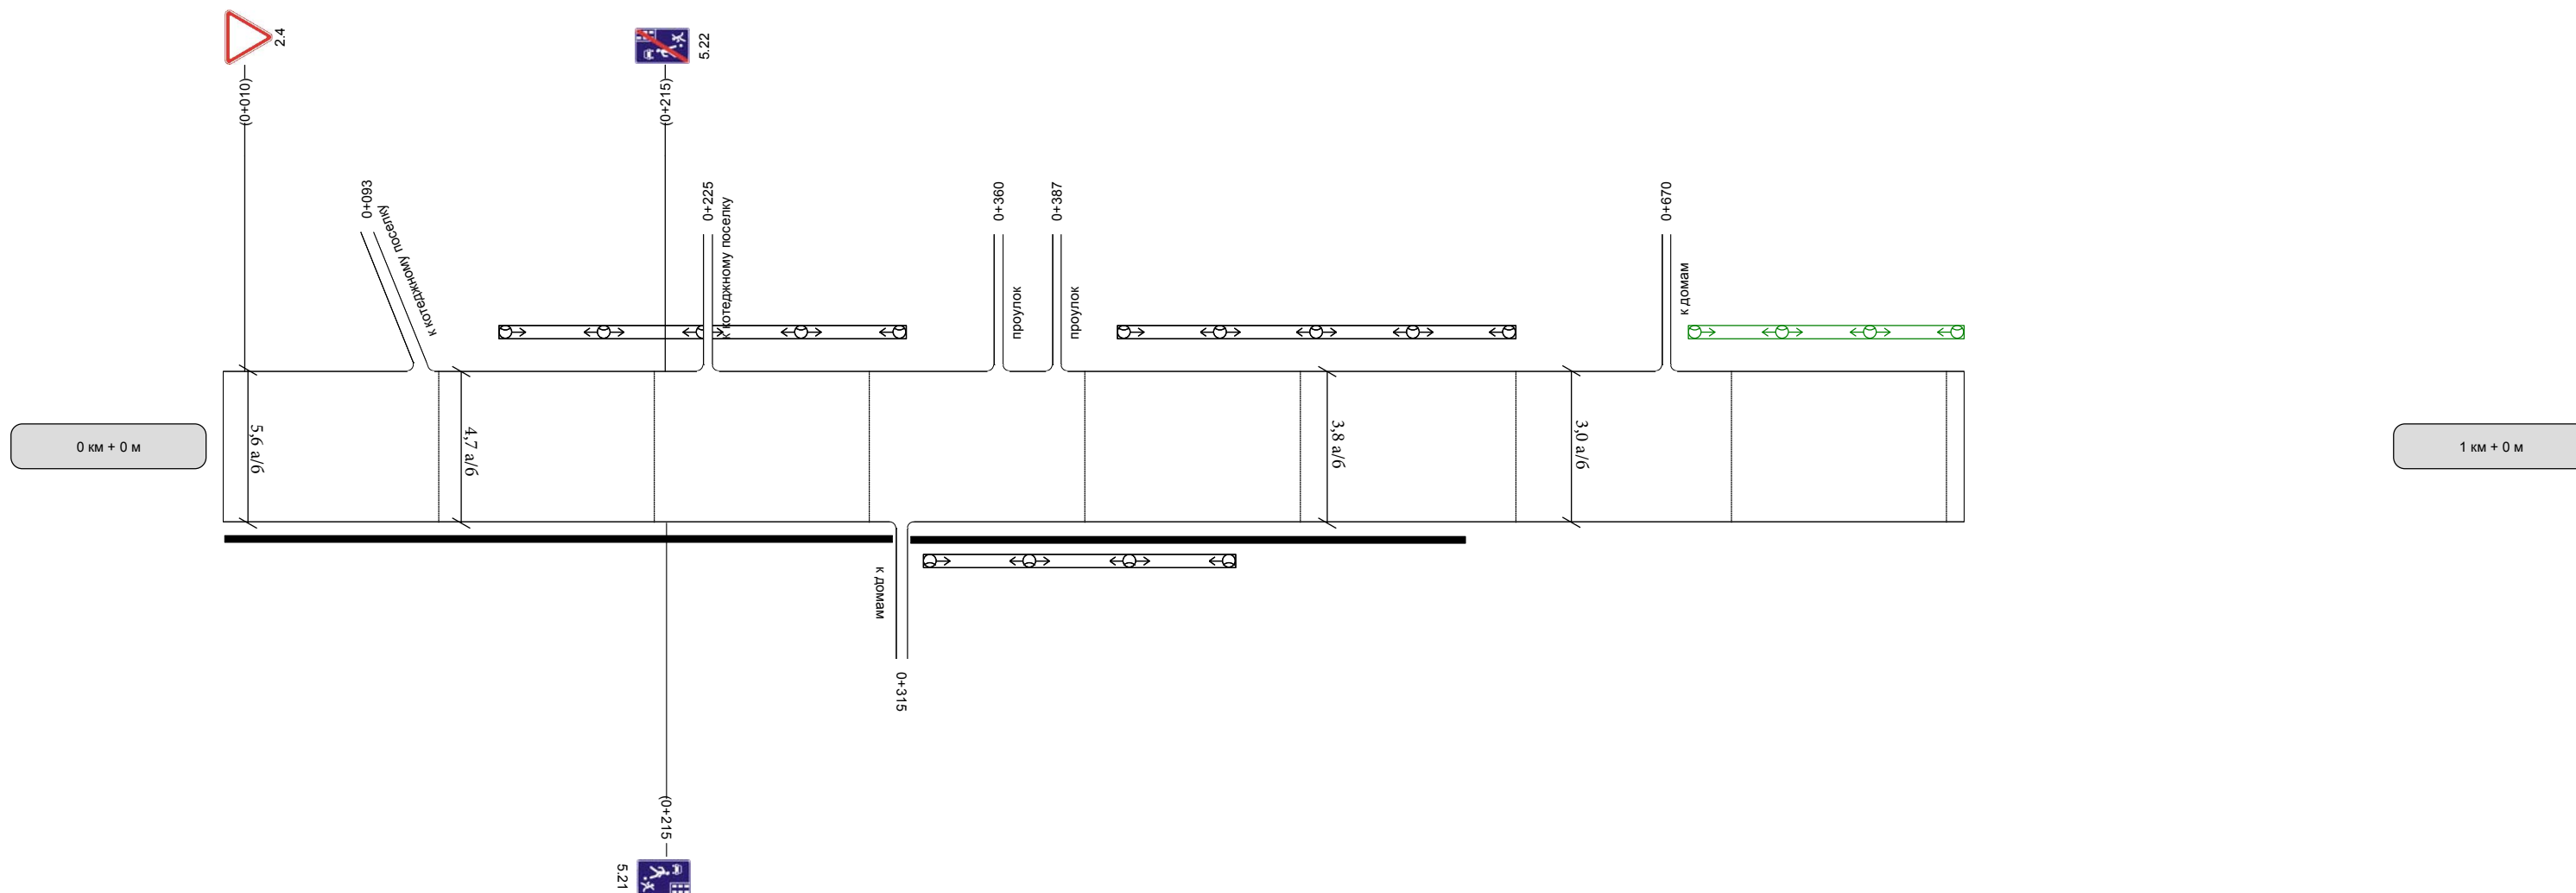 2.4
(0+010)
5.22
(0+215)
0+093
к котеджному поселку
0+225
к котеджному поселку
0+360
проулок
0+387
проулок
0+670
к домам
0 км + 0 м
5,6 а/б
4,7 а/б
3,8 а/б
3,0 а/б
1 км + 0 м
к домам
0+315
(0+215
5.21